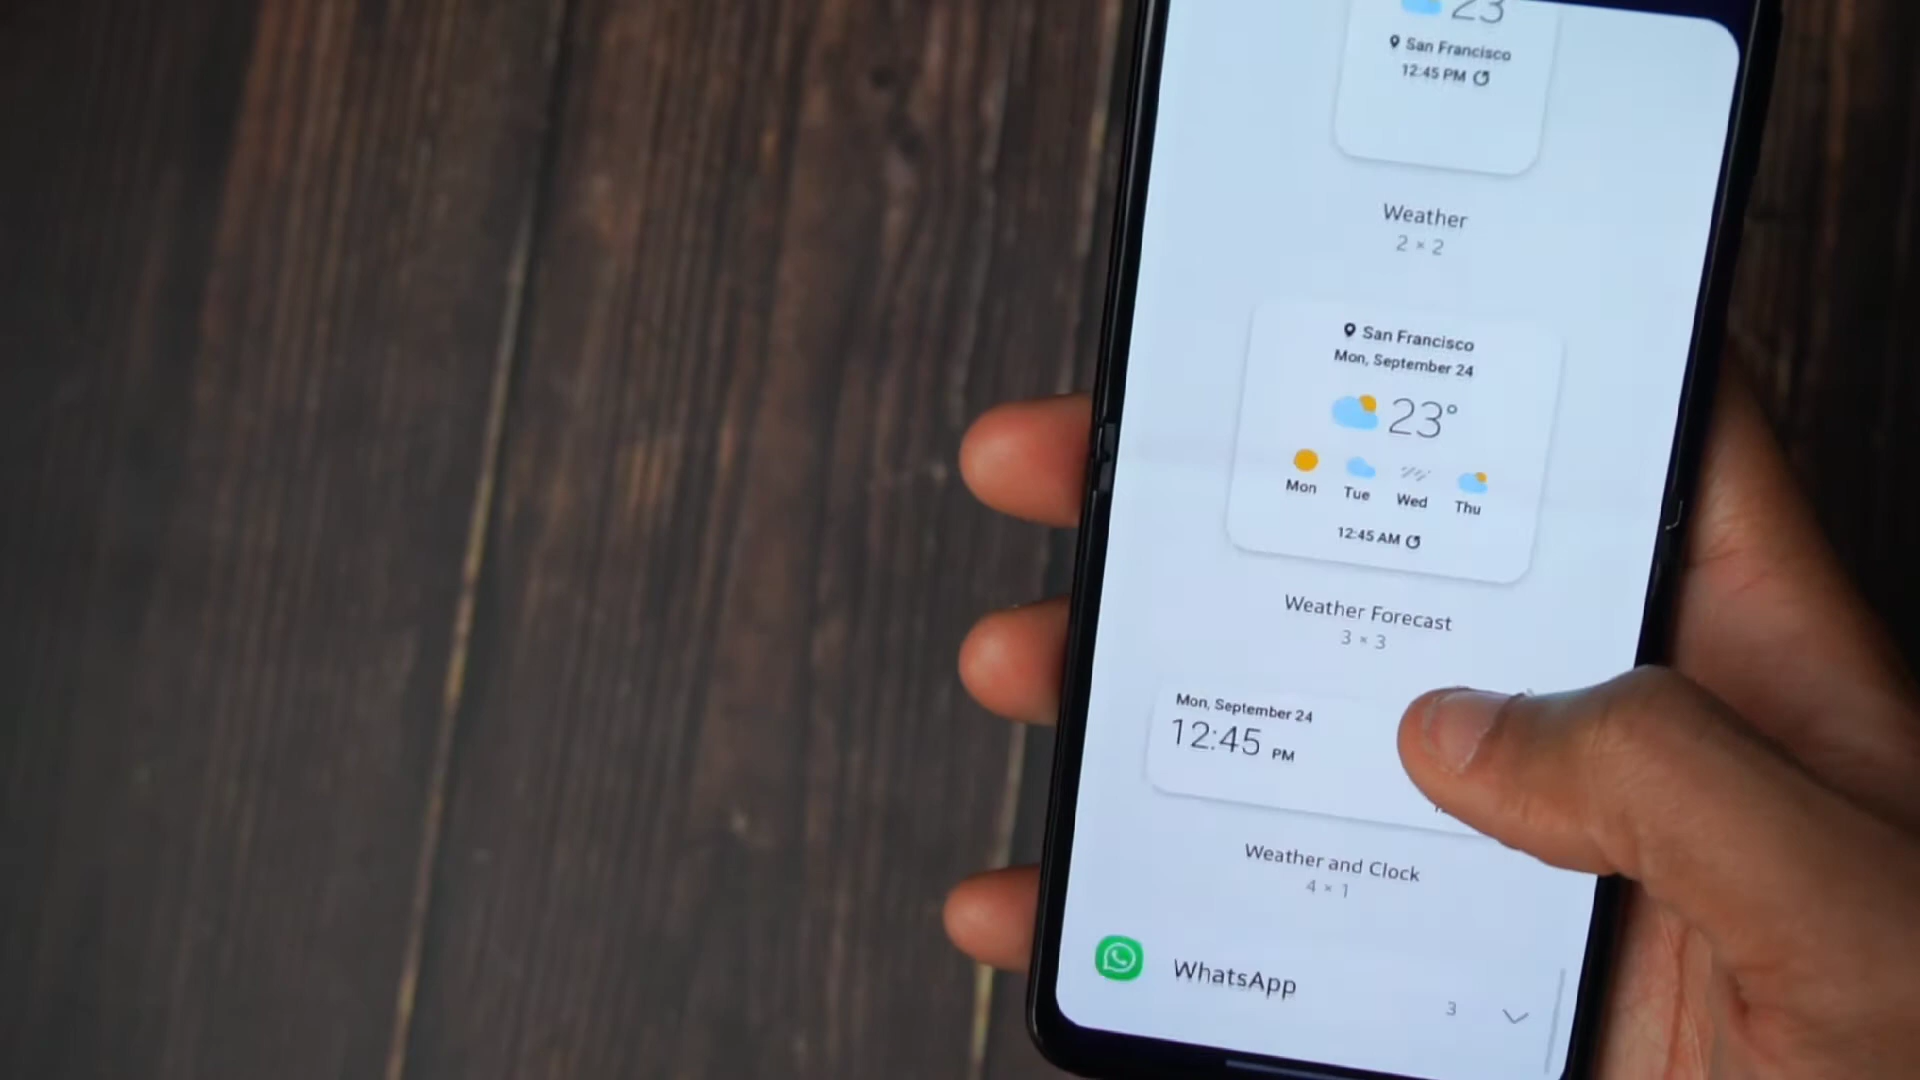 23
San Francisco
12:45 PM
Weather
2 × 2
San Francisco
Mon, September 24
23°
Mon Tue Wed Thu
12:45 AM
Weather Forecast
3 × 3
Mon, September 24
12:45 PM
Weather and Clock
4 × 1
WhatsApp
3